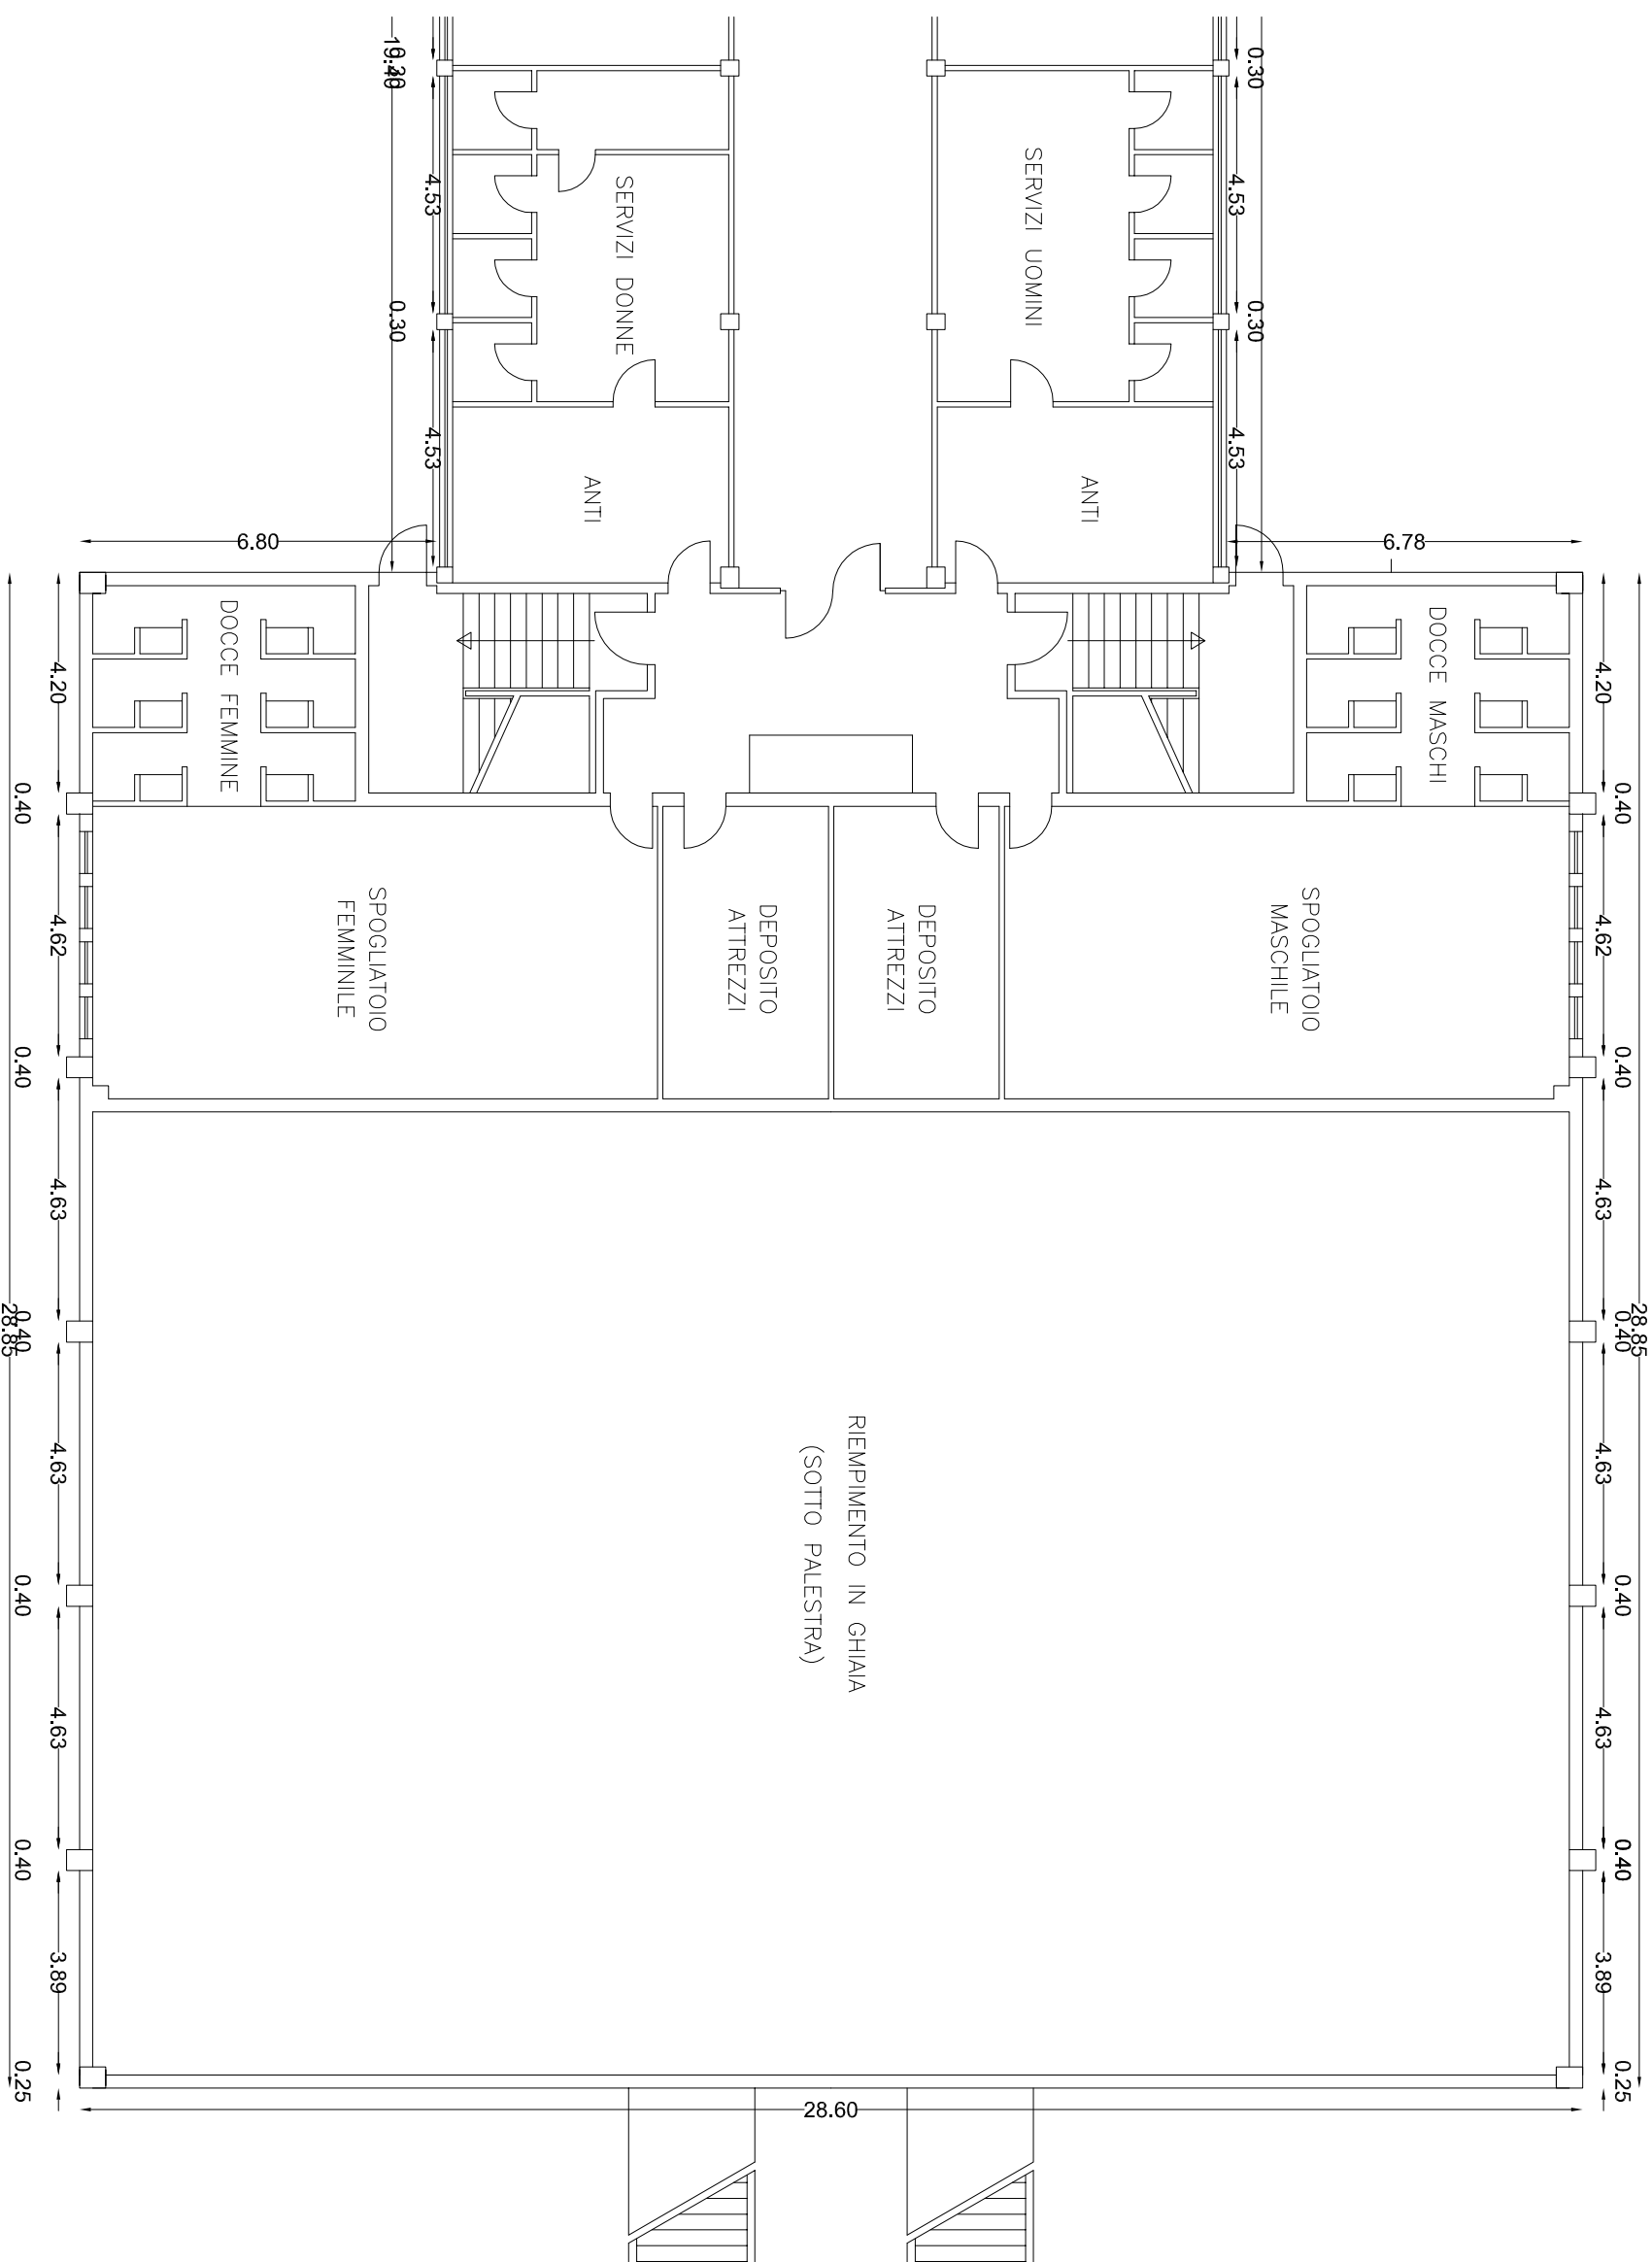 19.40
0.30
0.30
4.53
4.53
SERVIZI DONNE
SERVIZI UOMINI
0.30
0.30
4.53
4.53
ANTI
ANTI
6.80
6.78
DOCCE FEMMINE
DOCCE MASCHI
4.20
4.20
0.40
0.40
4.62
4.62
SPOGLIATOIO
FEMMINILE
DEPOSITO
ATTREZZI
DEPOSITO
ATTREZZI
SPOGLIATOIO
MASCHILE
0.40
0.40
4.63
4.63
28.85
0.40
0.40
28.85
4.63
4.63
RIEMPIMENTO IN GHIAIA
(SOTTO PALESTRA)
0.40
0.40
4.63
4.63
0.40
0.40
3.89
3.89
0.25
0.25
28.60